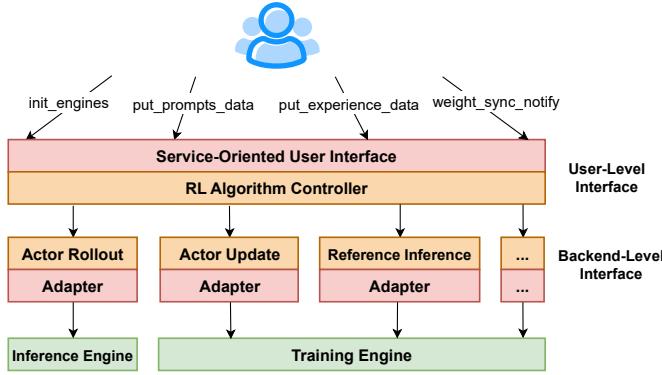 init_engines
put_prompts_data
put_experience_data
weight_sync_notify
Service-Oriented User Interface
RL Algorithm Controller
User-Level
Interface
Actor Rollout
Actor Update
Reference Inference
...
Adapter
Adapter
Adapter
...
Backend-Level
Interface
Inference Engine
Training Engine